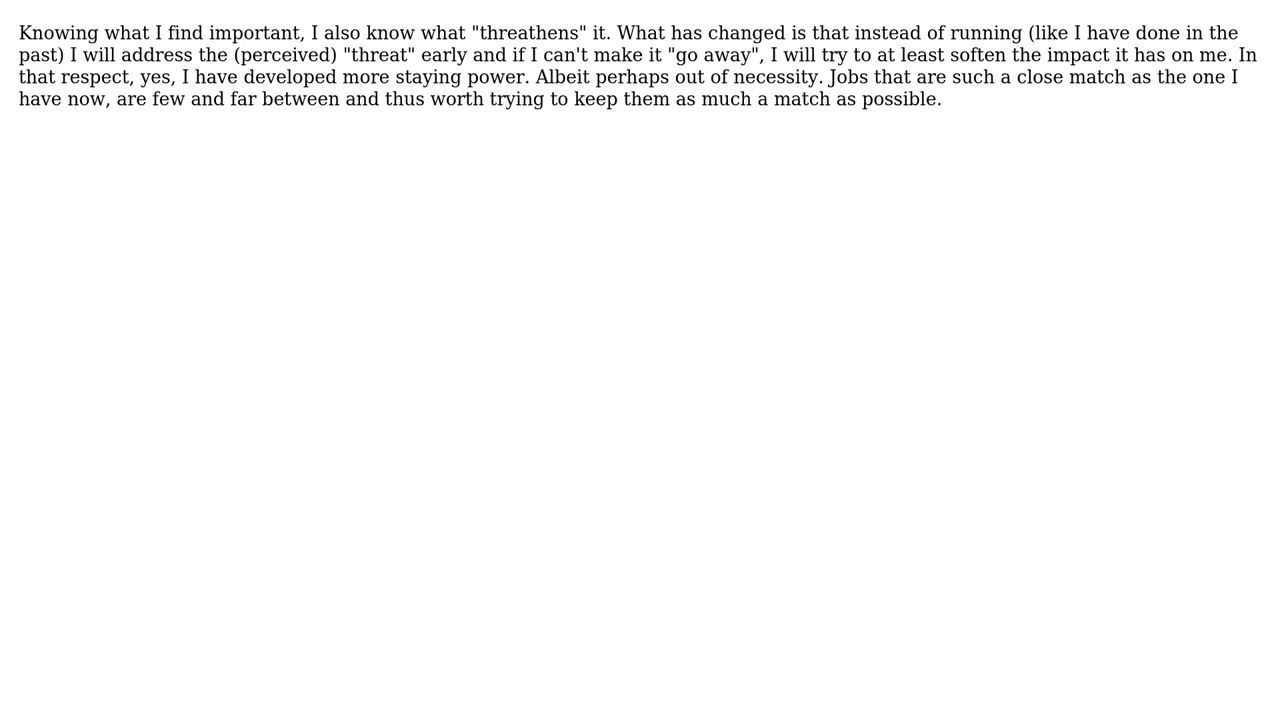 Knowing what I find important, I also know what "threathens" it. What has changed is that instead of running (like I have done in the
past) I will address the (perceived) "threat" early and if I can't make it "go away", I will try to at least soften the impact it has on me. In
that respect, yes, I have developed more staying power. Albeit perhaps out of necessity. Jobs that are such a close match as the one I
have now, are few and far between and thus worth trying to keep them as much a match as possible.